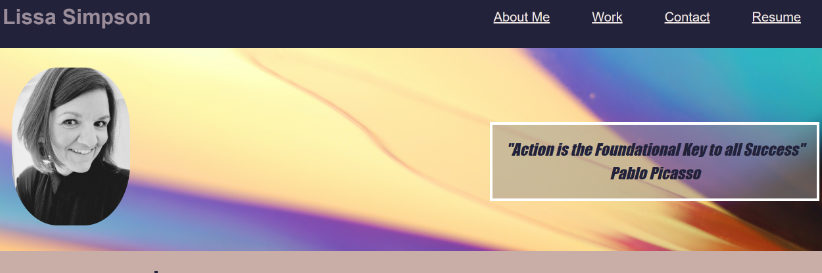 Lissa Simpson
About Me Work Contact Resume
"Action is the Foundational Key to all Success"
Pablo Picasso